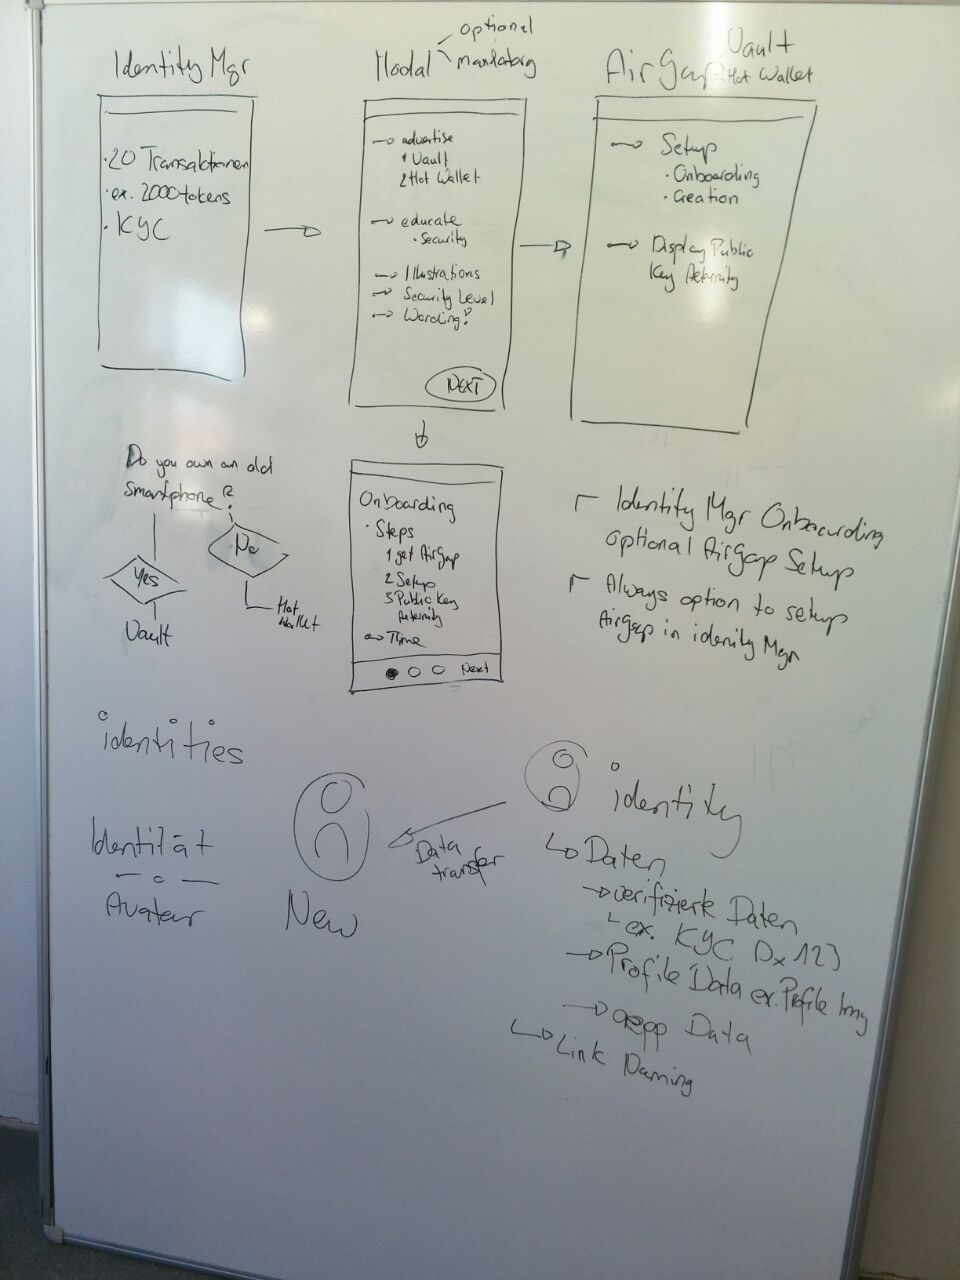 Identity Mgr
20 Transaktionen
ex. 2000 tokens
KYC
Modal
optional
mandatory
advertise
1 Vault
2 Hot Wallet
educate
Security
Illustrations
Security Level
Wording?
NEXT
AirGap
Vault
Hot Wallet
Setup
Onboarding
Creation
Display Public
Key Aeternity
Do you own an old
smartphone?
Yes
Vault
No
Hot
Wallet
Onboarding
Steps
1 get AirGap
2 Setup
3 Public Key
Aeternity
Time
Next
Identity Mgr Onboarding
optional AirGap Setup
Always option to setup
Airgap in idenity Mgr
identities
Identität
Avatar
New
Data
transfer
identity
Daten
verifizierte Daten
ex. KYC Dx123
Profile Data ex. Profile Img
aepp Data
Link Naming